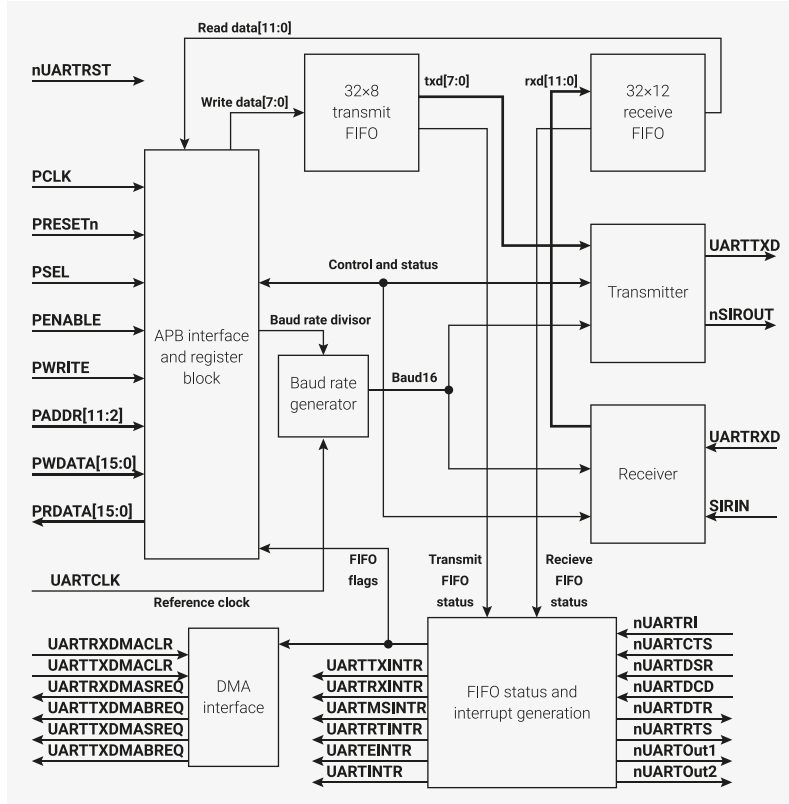 Read data[11:0]
nUARTRST
32×8
transmit
FIFO
txd[7:0]
rxd[11:0]
32×12
receive
FIFO
Write data[7:0]
PCLK
PRESETn
PSEL
PENABLE
PWRITE
PADDR[11:2]
PWDATA[15:0]
PRDATA[15:0]
APB interface
and register
block
Control and status
Baud rate divisor
Baud rate
generator
Baud16
Transmitter
UARTTXD
nSIROUT
Receiver
UARTRXD
SIRIN
UARTCLK
Reference clock
FIFO
flags
Transmit
FIFO
status
Recieve
FIFO
status
UARTRXDMACLR
UARTTXDMACLR
UARTRXDMASREQ
UARTRXDMABREQ
UARTTXDMASREQ
UARTTXDMABREQ
DMA
interface
UARTTXINTR
UARTRXINTR
UARTMSINTR
UARTRTINTR
UARTEINTR
UARTINTR
FIFO status and
interrupt generation
nUARTRI
nUARTCTS
nUARTDSR
nUARTDCD
nUARTDTR
nUARTRTS
nUARTOut1
nUARTOut2